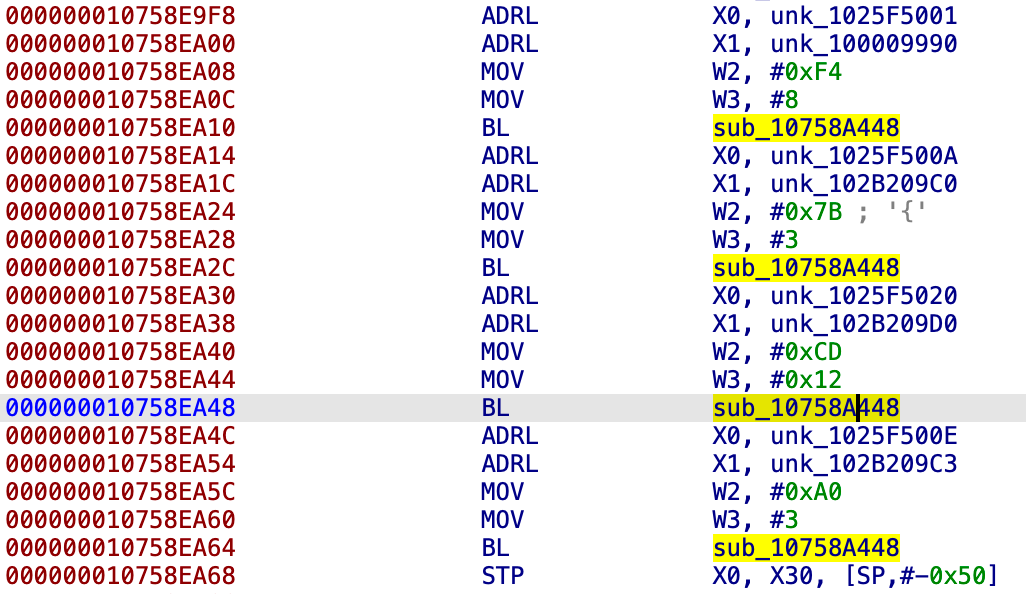 000000010758E9F8 ADRL X0, unk_1025F5001
000000010758EA00 ADRL X1, unk_100009990
000000010758EA08 MOV W2, #0xF4
000000010758EA0C MOV W3, #8
000000010758EA10 BL sub_10758A448
000000010758EA14 ADRL X0, unk_1025F500A
000000010758EA1C ADRL X1, unk_102B209C0
000000010758EA24 MOV W2, #0x7B ; '{'
000000010758EA28 MOV W3, #3
000000010758EA2C BL sub_10758A448
000000010758EA30 ADRL X0, unk_1025F5020
000000010758EA38 ADRL X1, unk_102B209D0
000000010758EA40 MOV W2, #0xCD
000000010758EA44 MOV W3, #0x12
000000010758EA48 BL sub_10758A448
000000010758EA4C ADRL X0, unk_1025F500E
000000010758EA54 ADRL X1, unk_102B209C3
000000010758EA5C MOV W2, #0xA0
000000010758EA60 MOV W3, #3
000000010758EA64 BL sub_10758A448
000000010758EA68 STP X0, X30, [SP,#-0x50]